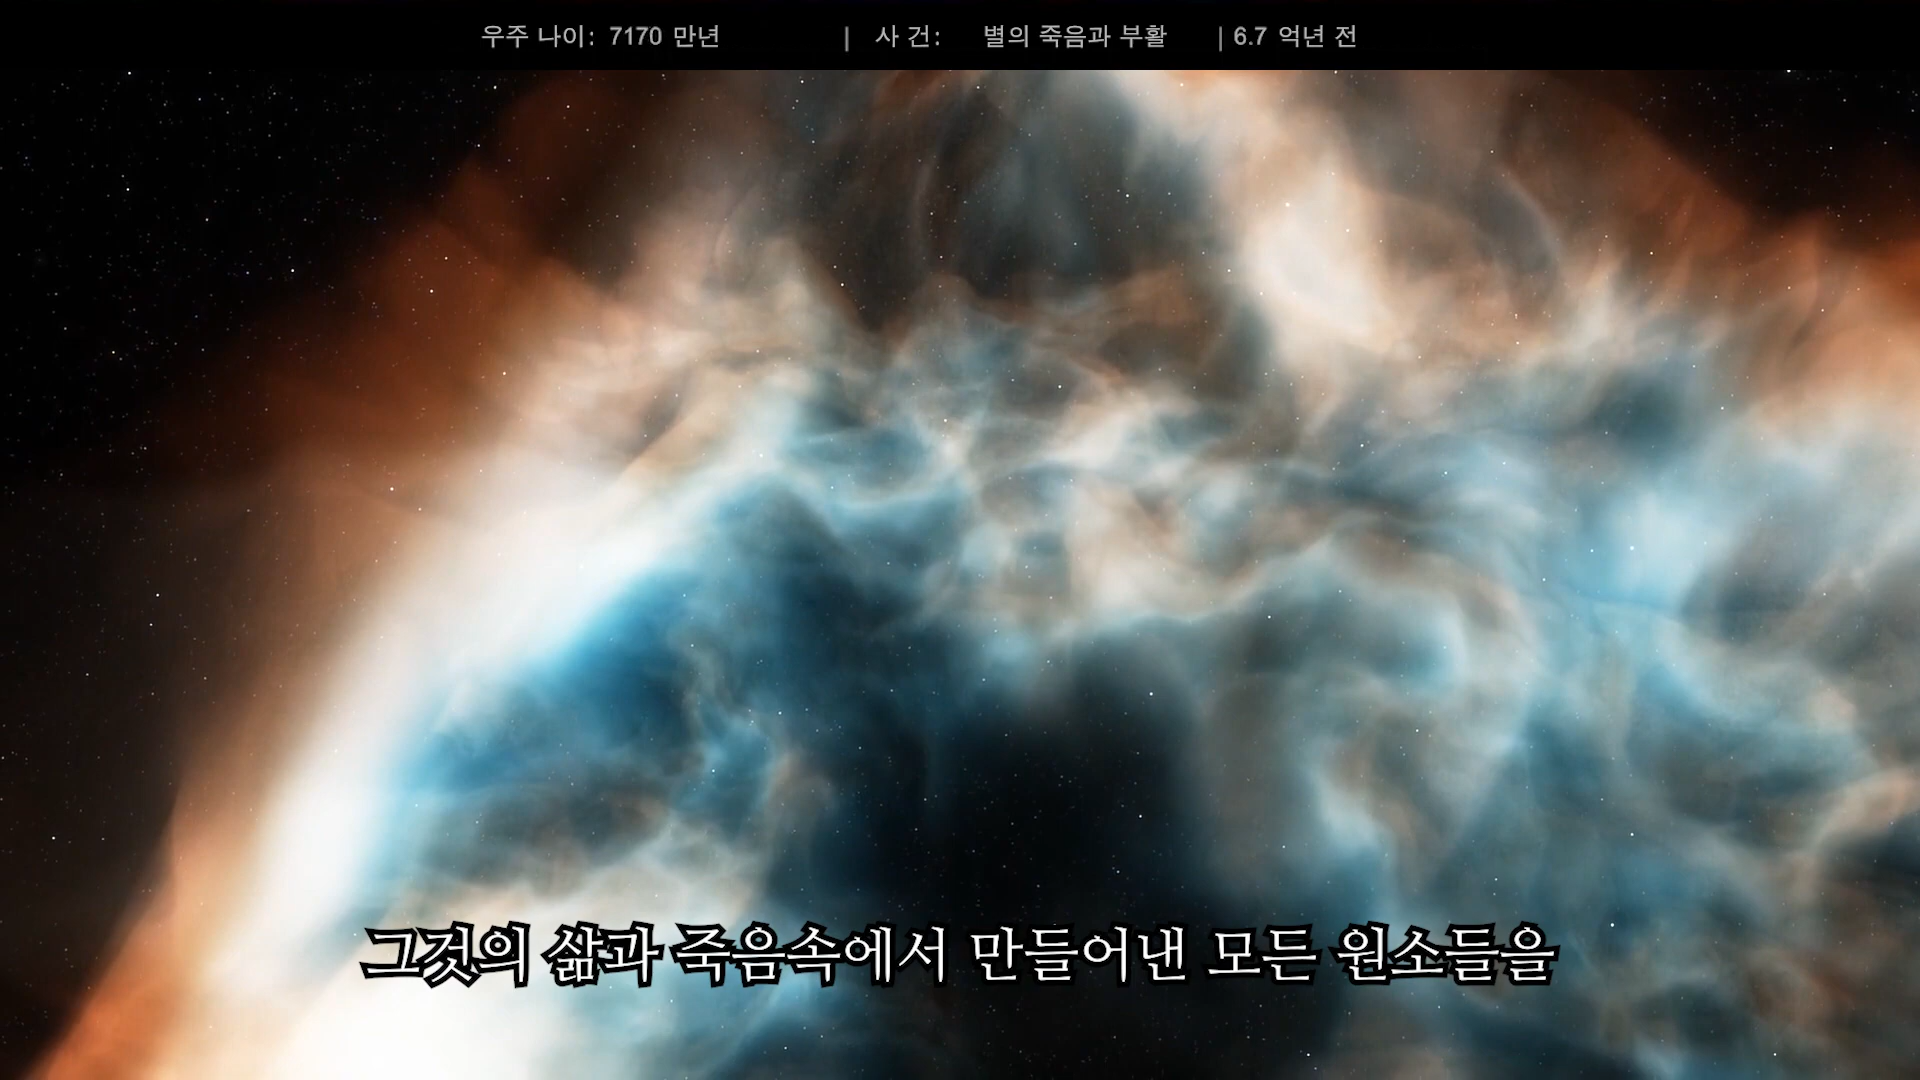 우주 나이: 7170 만년 | 사 건: 별의 죽음과 부활 | 6.7 억년 전
그것의 삶과 죽음속에서 만들어낸 모든 원소들을